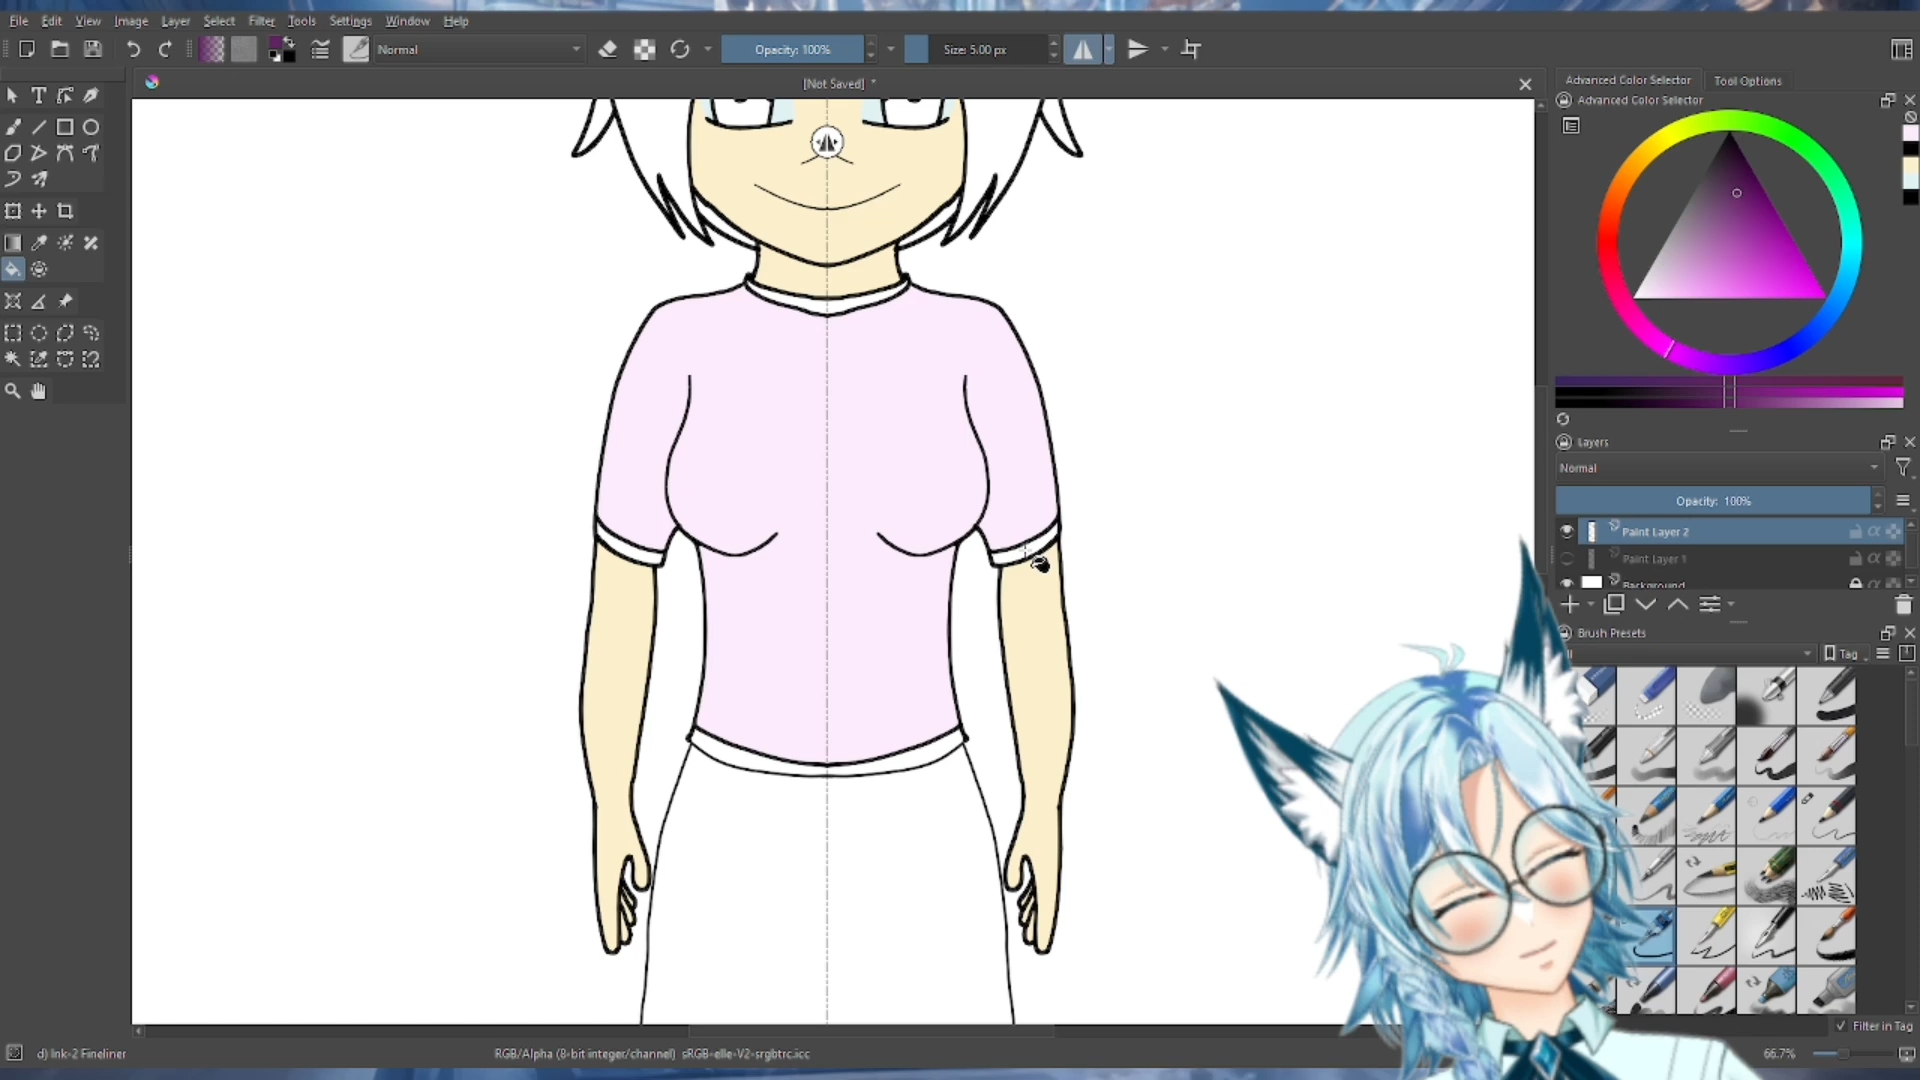 File Edit View Image Layer Select Filter Tools Settings Window Help
Normal
Opacity: 100%
Size: 5.00 px
[Not Saved] *
Advanced Color Selector
Tool Options
Advanced Color Selector
Layers
Normal
Opacity: 100%
Paint Layer 2
Paint Layer 1
Background
Brush Presets
Tag
Filter in Tag
d) Ink-2 Fineliner
RGB/Alpha (8-bit integer/channel) sRGB-elle-V2-srgbtrc.icc
66.7%